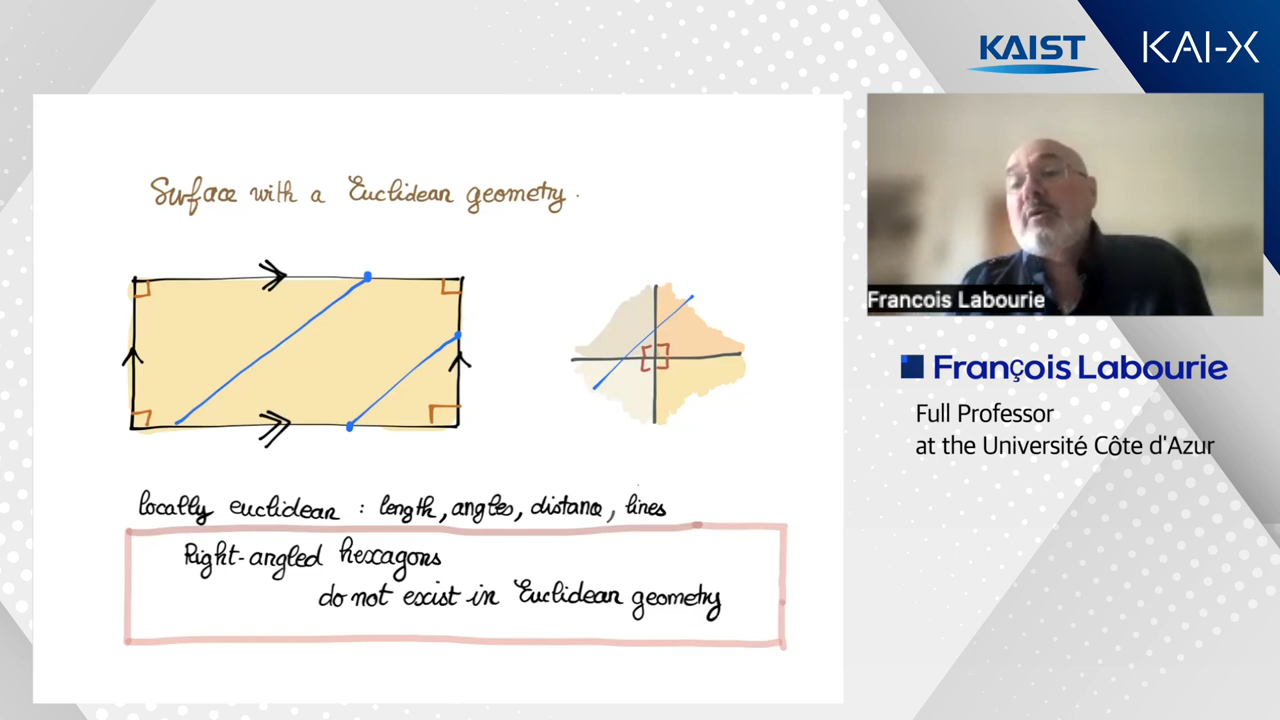 KAIST
KAI-X
Surface with a Euclidean geometry.
locally euclidean : length, angles, distance, lines
Right-angled hexagons
do not exist in Euclidean geometry
Francois Labourie
François Labourie
Full Professor
at the Université Côte d'Azur